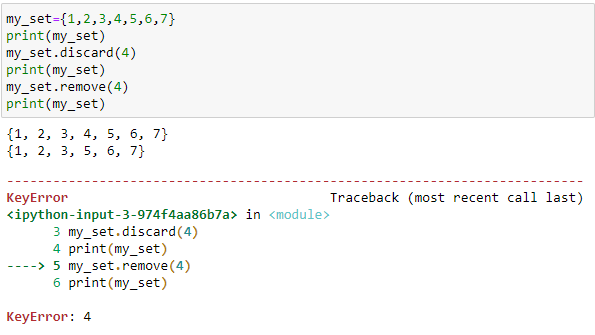 my_set={1,2,3,4,5,6,7}
print(my_set)
my_set.discard(4)
print(my_set)
my_set.remove(4)
print(my_set)
{1, 2, 3, 4, 5, 6, 7}
{1, 2, 3, 5, 6, 7}
---------------------------------------------------------------------------
KeyError                                  Traceback (most recent call last)
<ipython-input-3-974f4aa86b7a> in <module>
      3 my_set.discard(4)
      4 print(my_set)
----> 5 my_set.remove(4)
      6 print(my_set)
KeyError: 4